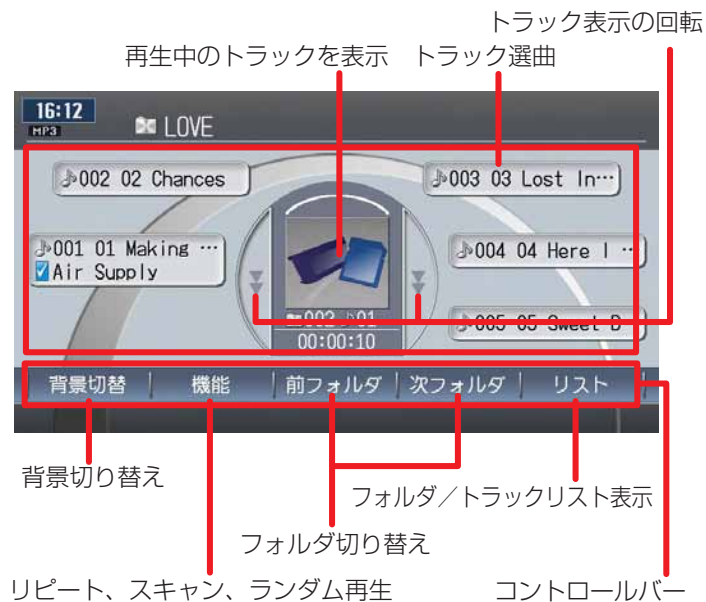 トラック表示の回転
再生中のトラックを表示 トラック選曲
16:12
MP3
LOVE
♪002 02 Chances
♪003 03 Lost In…
♪001 01 Making …
Air Supply
♪004 04 Here I …
♪005 05 Sweet D
002 ♪01
00:00:10
背景切替 機能 前フォルダ 次フォルダ リスト
背景切り替え
フォルダ／トラックリスト表示
フォルダ切り替え
リピート、スキャン、ランダム再生 コントロールバー